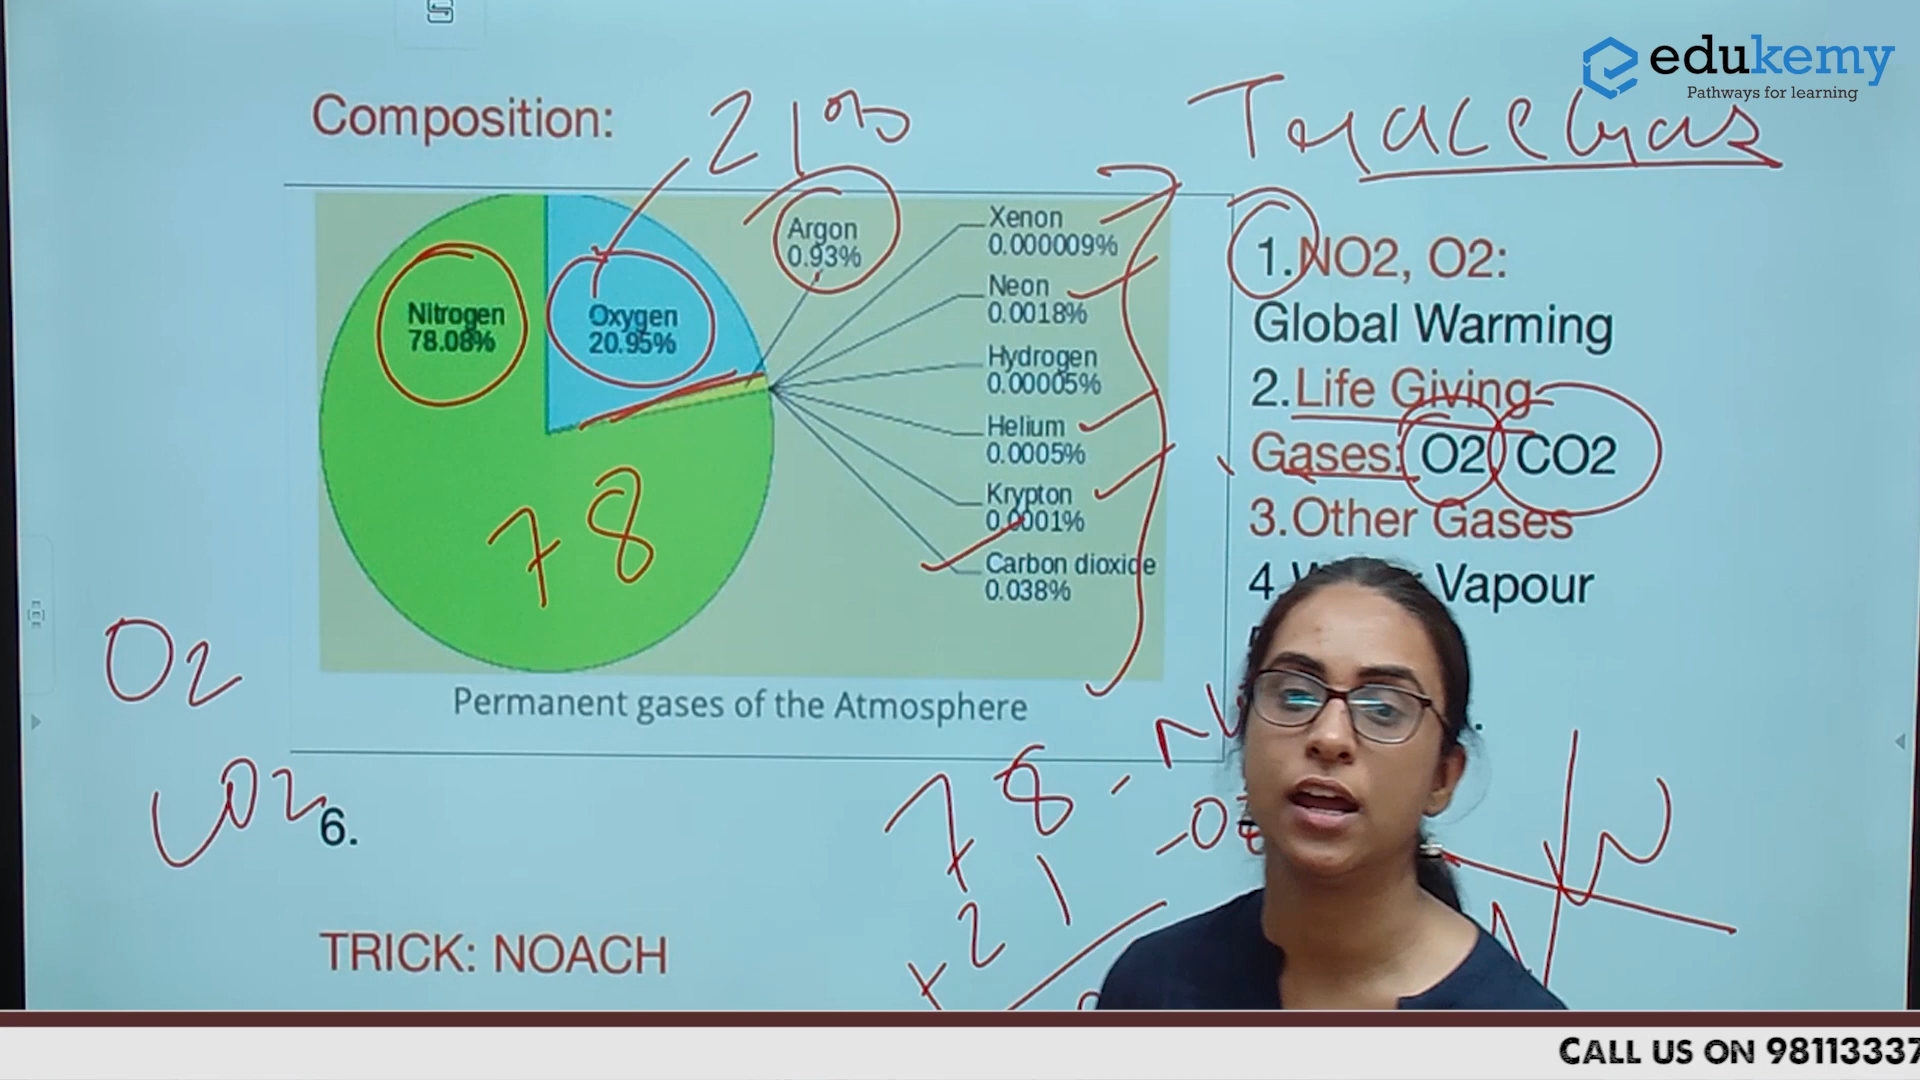 edukemy
Pathways for learning
Composition:
21%
Trace Gas
Nitrogen
78.08%
Oxygen
20.95%
Argon
0.93%
Xenon
0.000009%
Neon
0.0018%
Hydrogen
0.00005%
Helium
0.0005%
Krypton
0.0001%
Carbon dioxide
0.038%
78
Permanent gases of the Atmosphere
1.NO2, O2:
Global Warming
2.Life Giving
Gases: O2 CO2
3.Other Gases
4. Vapour
O2
CO2
6.
78 -
+ 21
TRICK: NOACH
CALL US ON 98113337